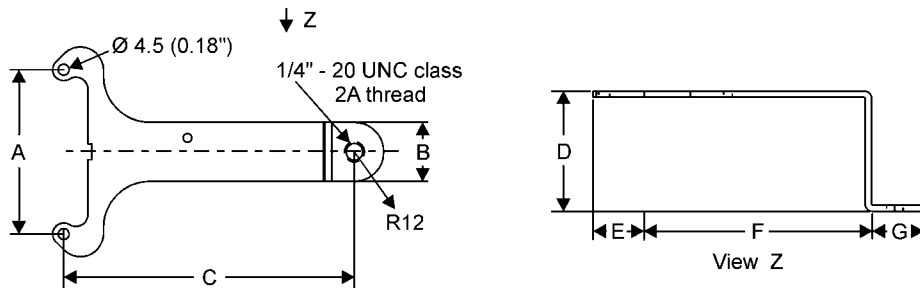 Z
Ø 4.5 (0.18")
1/4" - 20 UNC class
2A thread
A
B
R12
C
D
E
F
G
View Z